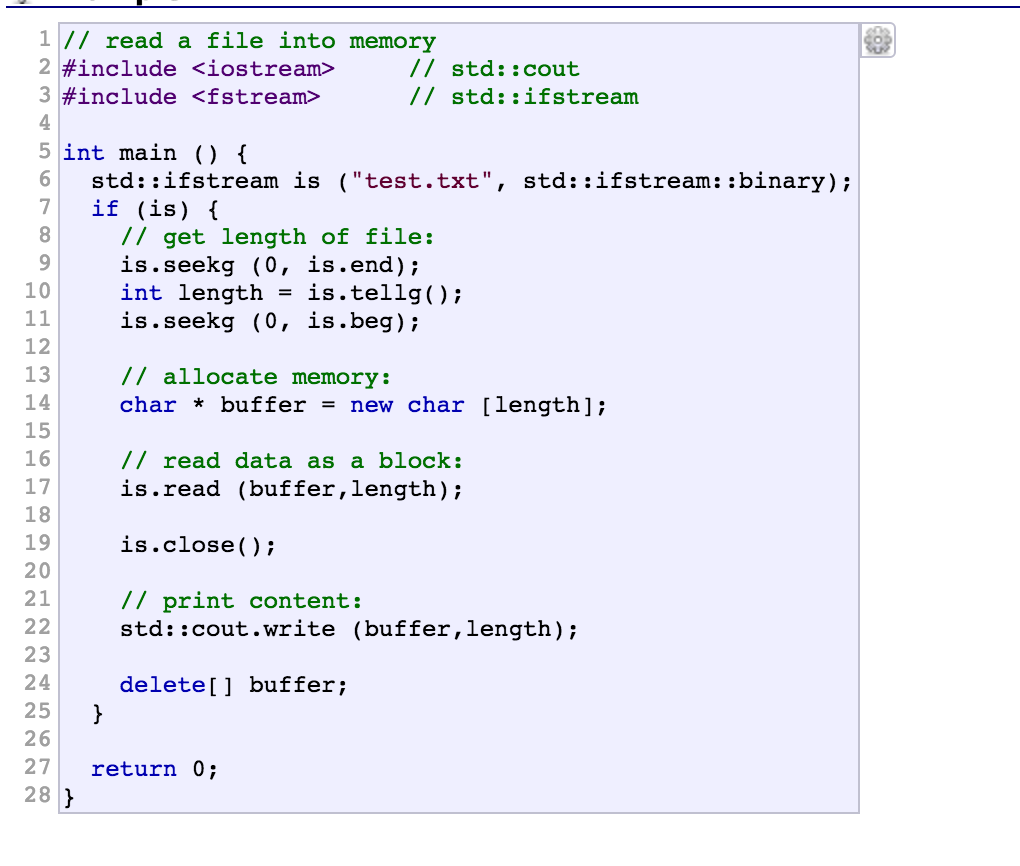 1 // read a file into memory
2 #include <iostream>     // std::cout
3 #include <fstream>      // std::ifstream
4
5 int main () {
6   std::ifstream is ("test.txt", std::ifstream::binary);
7   if (is) {
8     // get length of file:
9     is.seekg (0, is.end);
10     int length = is.tellg();
11     is.seekg (0, is.beg);
12
13     // allocate memory:
14     char * buffer = new char [length];
15
16     // read data as a block:
17     is.read (buffer,length);
18
19     is.close();
20
21     // print content:
22     std::cout.write (buffer,length);
23
24     delete[] buffer;
25   }
26
27   return 0;
28 }